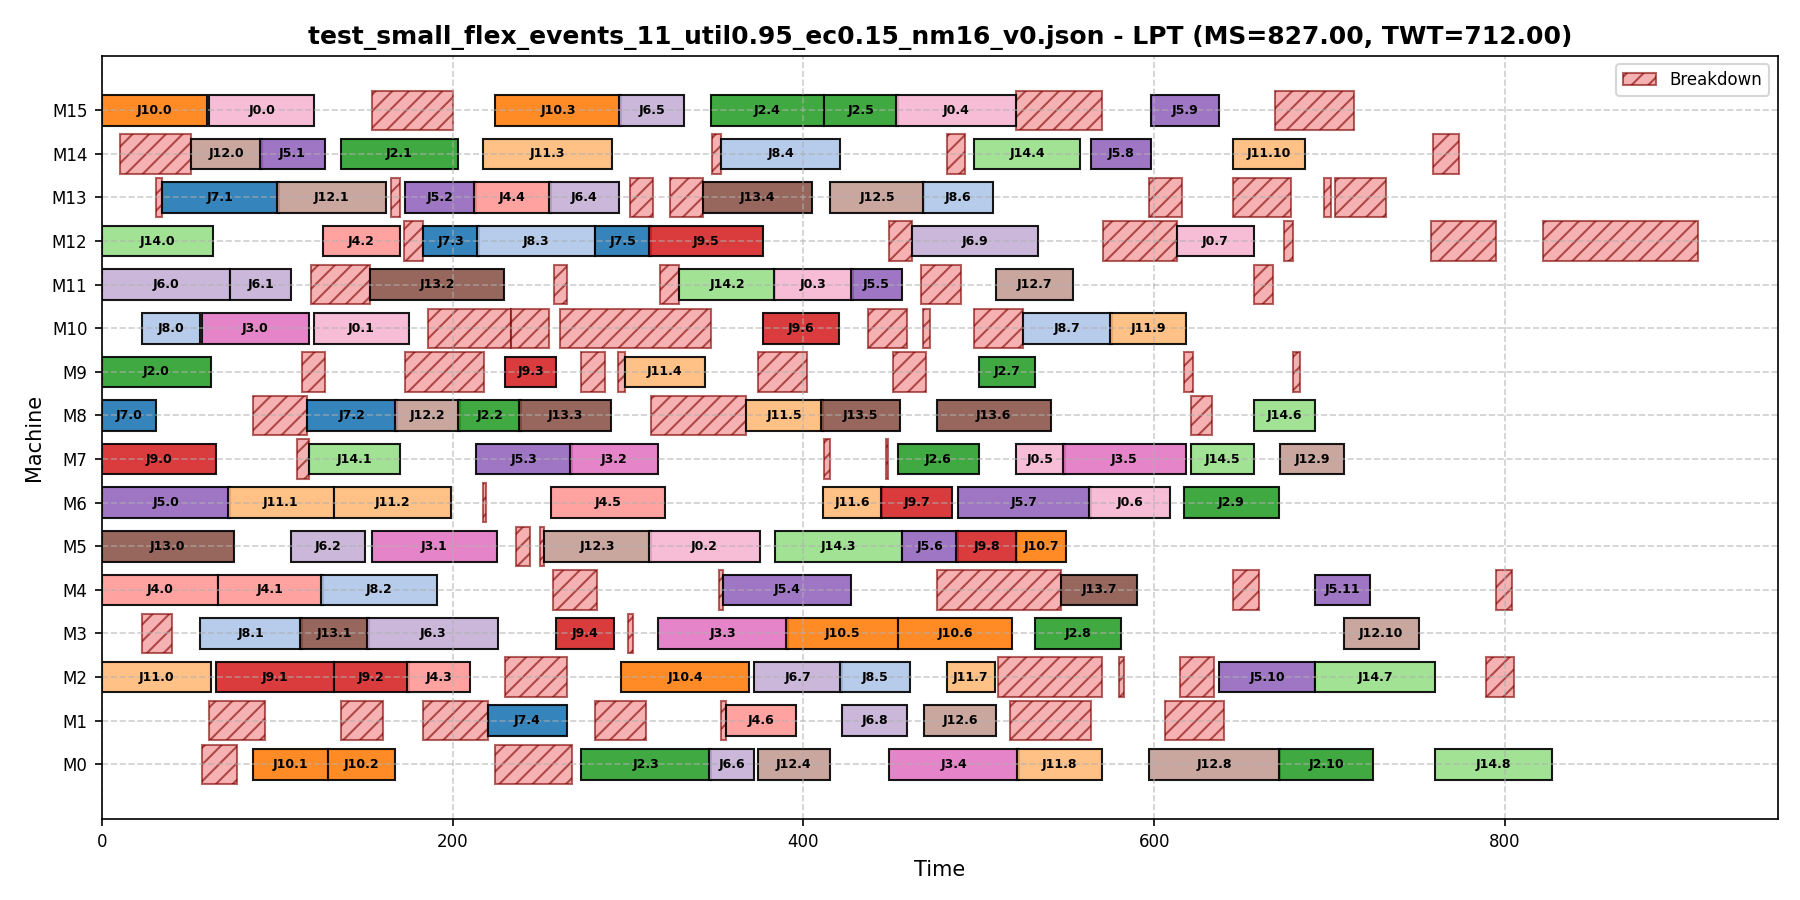 test_small_flex_events_11_util0.95_ec0.15_nm16_v0.json - LPT (MS=827.00, TWT=712.00)
Breakdown
M15 J10.0 J0.0 J10.3 J6.5 J2.4 J2.5 J0.4 J5.9
M14 J12.0 J5.1 J2.1 J11.3 J8.4 J14.4 J5.8 J11.10
M13 J7.1 J12.1 J5.2 J4.4 J6.4 J13.4 J12.5 J8.6
M12 J14.0 J4.2 J7.3 J8.3 J7.5 J9.5 J6.9 J0.7
M11 J6.0 J6.1 J13.2 J14.2 J0.3 J5.5 J12.7
M10 J8.0 J3.0 J0.1 J9.6 J8.7 J11.9
M9 J2.0 J9.3 J11.4 J2.7
M8 J7.0 J7.2 J12.2 J2.2 J13.3 J11.5 J13.5 J13.6 J14.6
M7 J9.0 J14.1 J5.3 J3.2 J2.6 J0.5 J3.5 J14.5 J12.9
M6 J5.0 J11.1 J11.2 J4.5 J11.6 J9.7 J5.7 J0.6 J2.9
M5 J13.0 J6.2 J3.1 J12.3 J0.2 J14.3 J5.6 J9.8 J10.7
M4 J4.0 J4.1 J8.2 J5.4 J13.7 J5.11
M3 J8.1 J13.1 J6.3 J9.4 J3.3 J10.5 J10.6 J2.8 J12.10
M2 J11.0 J9.1 J9.2 J4.3 J10.4 J6.7 J8.5 J11.7 J5.10 J14.7
M1 J7.4 J4.6 J6.8 J12.6
M0 J10.1 J10.2 J2.3 J6.6 J12.4 J3.4 J11.8 J12.8 J2.10 J14.8
Machine
0 200 400 600 800
Time